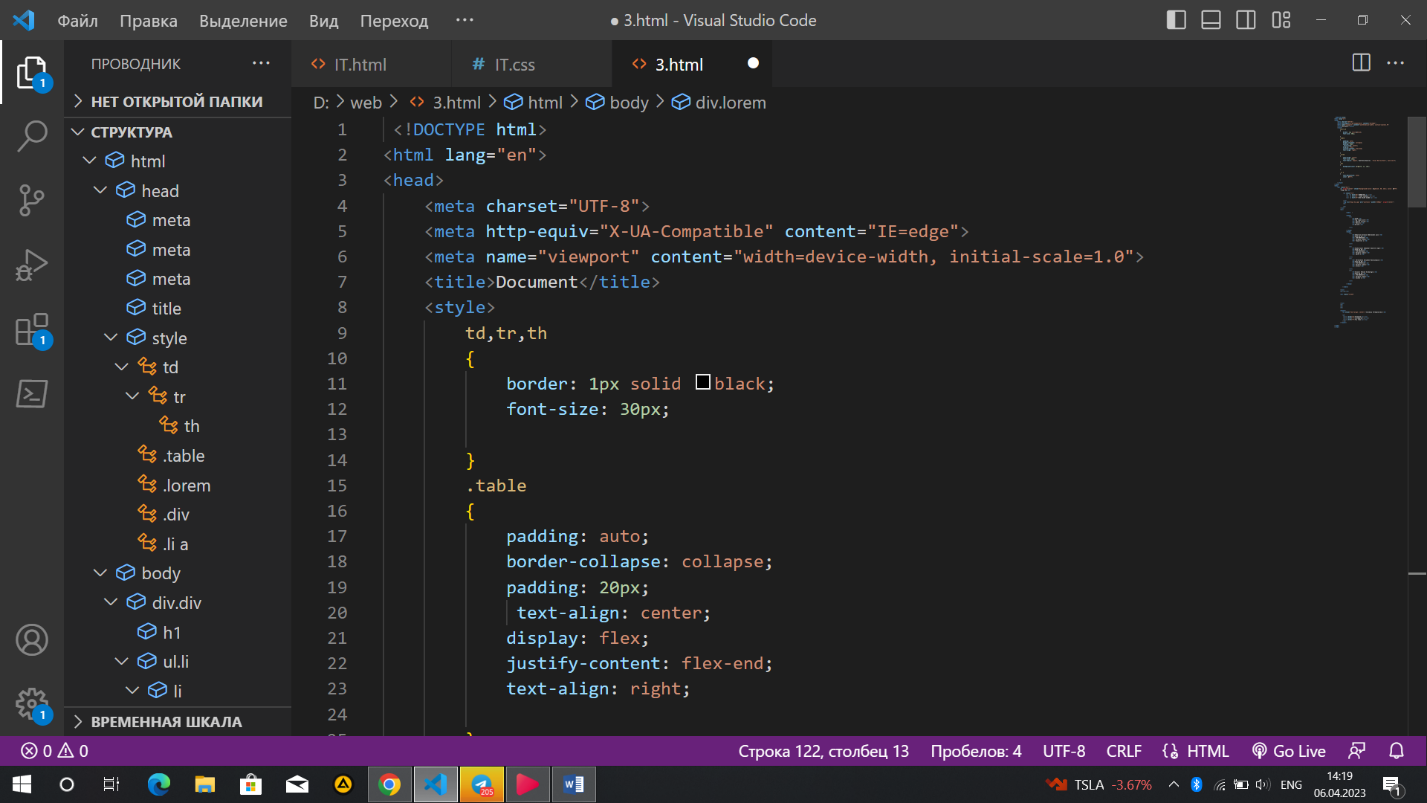 Файл Правка Выделение Вид Переход ··· ● 3.html - Visual Studio Code
ПРОВОДНИК ···
IT.html # IT.css 3.html
НЕТ ОТКРЫТОЙ ПАПКИ
D: > web > 3.html > html > body > div.lorem
СТРУКТУРА
html
head
meta
meta
meta
title
style
td
tr
th
.table
.lorem
.div
.li a
body
div.div
h1
ul.li
li
ВРЕМЕННАЯ ШКАЛА
1 <!DOCTYPE html>
2 <html lang="en">
3 <head>
4 <meta charset="UTF-8">
5 <meta http-equiv="X-UA-Compatible" content="IE=edge">
6 <meta name="viewport" content="width=device-width, initial-scale=1.0">
7 <title>Document</title>
8 <style>
9 td,tr,th
10 {
11 border: 1px solid black;
12 font-size: 30px;
13
14 }
15 .table
16 {
17 padding: auto;
18 border-collapse: collapse;
19 padding: 20px;
20 text-align: center;
21 display: flex;
22 justify-content: flex-end;
23 text-align: right;
24
1
1
1
0 0 Строка 122, столбец 13 Пробелов: 4 UTF-8 CRLF HTML Go Live
205 TSLA -3.67% ENG 14:19
06.04.2023 1